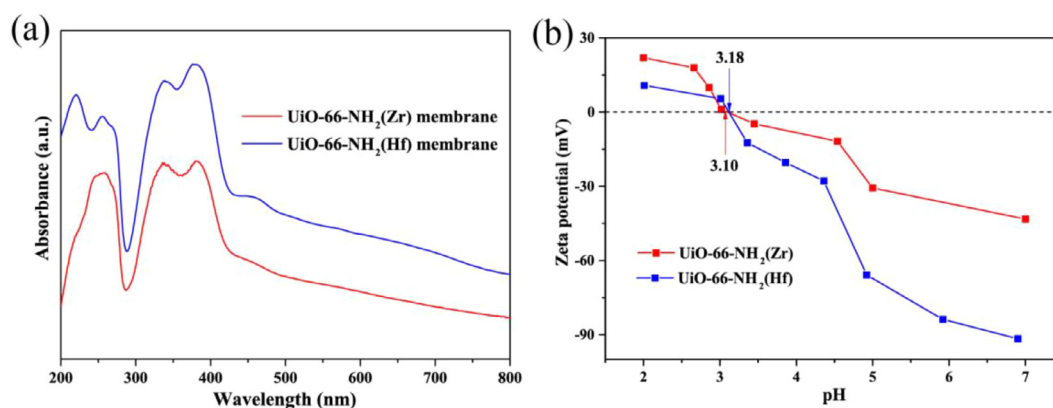 (a)
Absorbance (a.u.)
UiO-66-NH2(Zr) membrane
UiO-66-NH2(Hf) membrane
200 300 400 500 600 700 800
Wavelength (nm)
(b)
Zeta potential (mV)
30
0
-30
-60
-90
3.18
3.10
UiO-66-NH2(Zr)
UiO-66-NH2(Hf)
2 3 4 5 6 7
pH